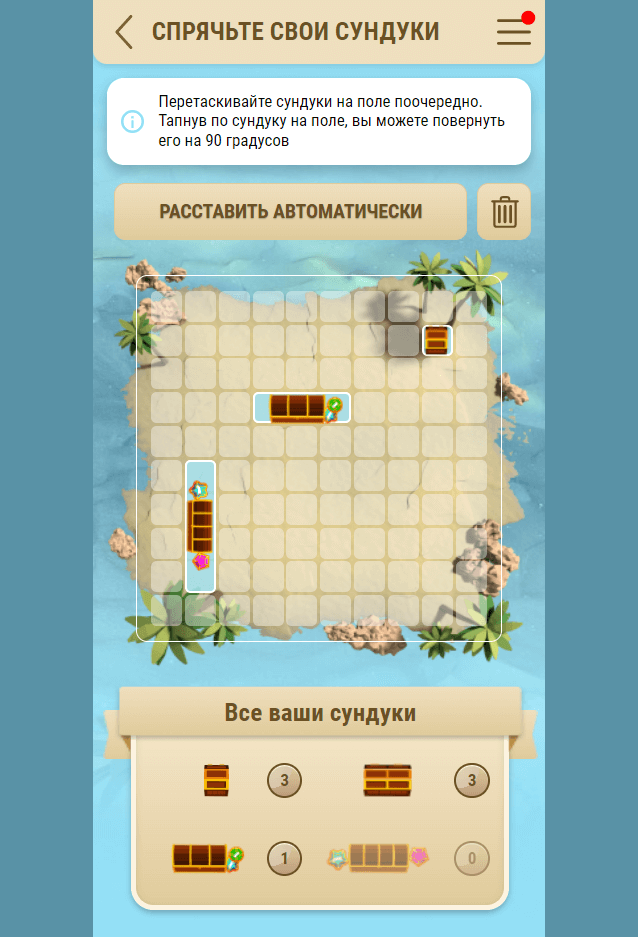 СПРЯЧЬТЕ СВОИ СУНДУКИ
Перетаскивайте сундуки на поле поочередно.
Тапнув по сундуку на поле, вы можете повернуть
его на 90 градусов
РАССТАВИТЬ АВТОМАТИЧЕСКИ
Все ваши сундуки
3
3
1
0